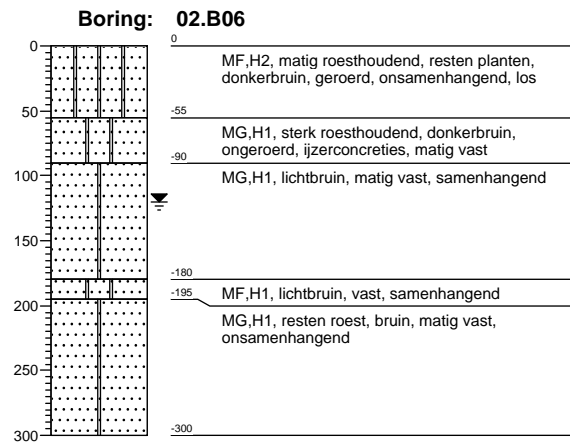 Boring: 02.B06
0
0
MF,H2, matig roesthoudend, resten planten,
donkerbruin, geroerd, onsamenhangend, los
50
-55
MG,H1, sterk roesthoudend, donkerbruin,
ongeroerd, ijzerconcreties, matig vast
-90
100
MG,H1, lichtbruin, matig vast, samenhangend
150
-180
-195
MF,H1, lichtbruin, vast, samenhangend
200
MG,H1, resten roest, bruin, matig vast,
onsamenhangend
250
-300
300